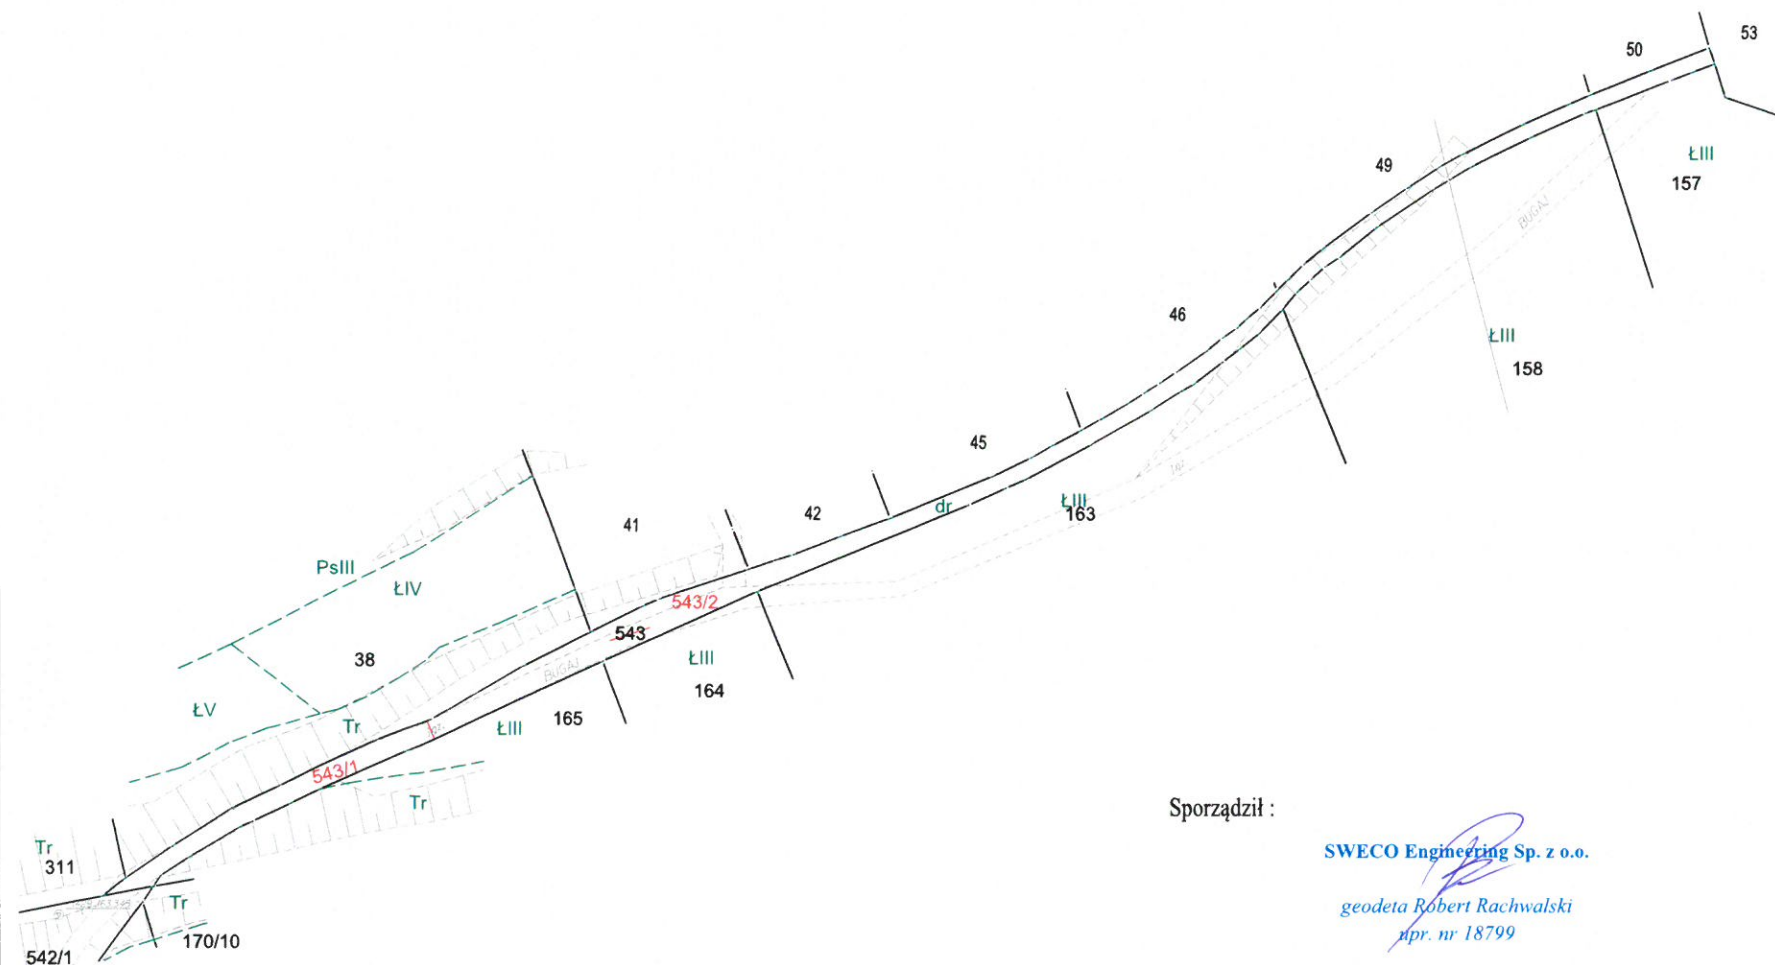 53
50
49
ŁIII
157
BUGAJ
46
ŁIII
158
45
dr
ŁIII
163
42
41
PsIII
ŁIV
543/2
543
38
BUGAJ
ŁIII
164
ŁV
Tr
ŁIII
165
543/1
Tr
Sporządził :
SWECO Engineering Sp. z o.o.
geodeta Robert Rachwalski
upr. nr 18799
Tr
311
Tr
170/10
542/1